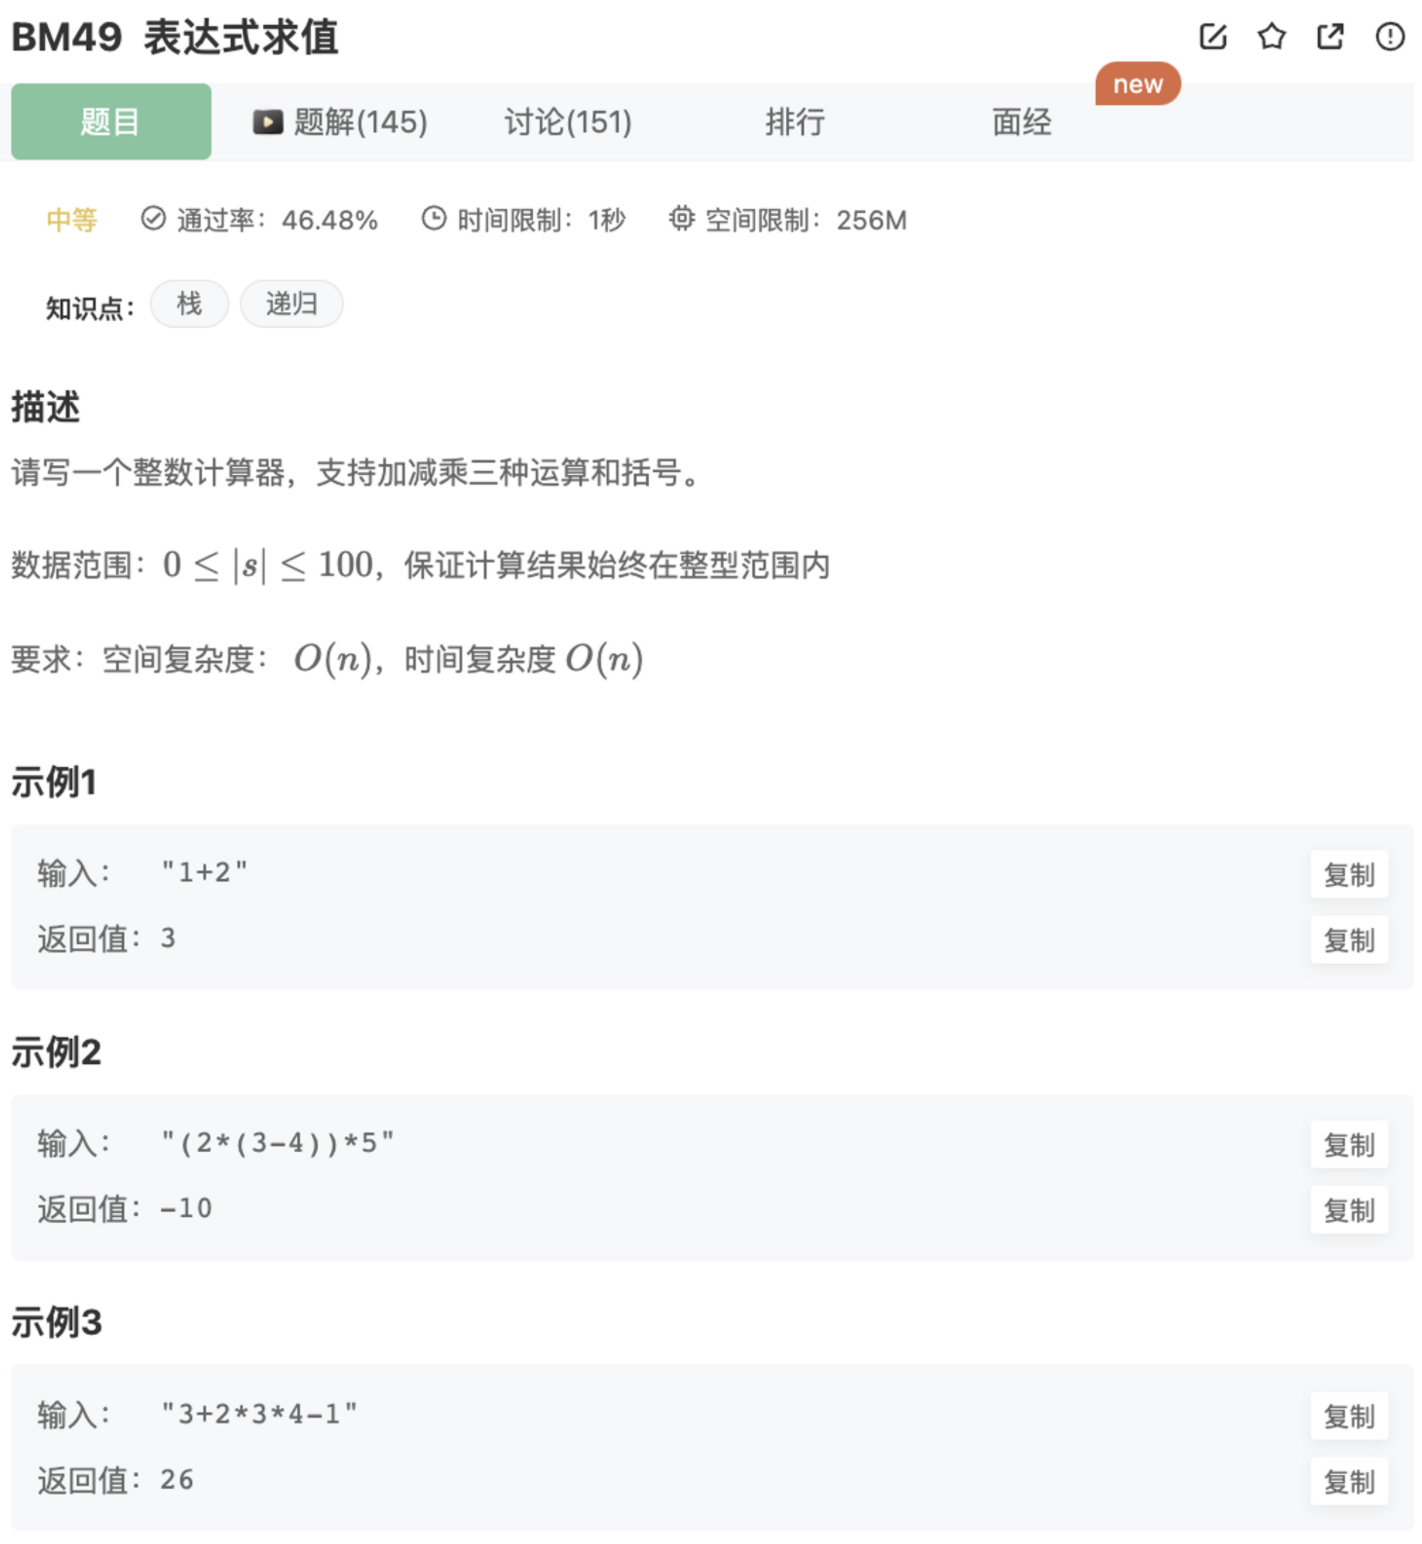 BM49 表达式求值
new
题目 题解(145) 讨论(151) 排行 面经
中等 通过率：46.48% 时间限制：1秒 空间限制：256M
知识点： 栈 递归
描述
请写一个整数计算器，支持加减乘三种运算和括号。
数据范围：0 ≤ |s| ≤ 100，保证计算结果始终在整型范围内
要求：空间复杂度： O(n)，时间复杂度 O(n)
示例1
输入： "1+2" 复制
返回值：3 复制
示例2
输入： "(2*(3-4))*5" 复制
返回值：-10 复制
示例3
输入： "3+2*3*4-1" 复制
返回值：26 复制